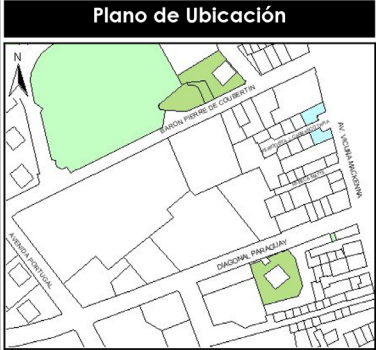 Plano de Ubicación
N
BARON PIERRE DE COUBERTIN
AV. VICUÑA MACKENNA
DIAGONAL PARAGUAY
AVENIDA PORTUGAL